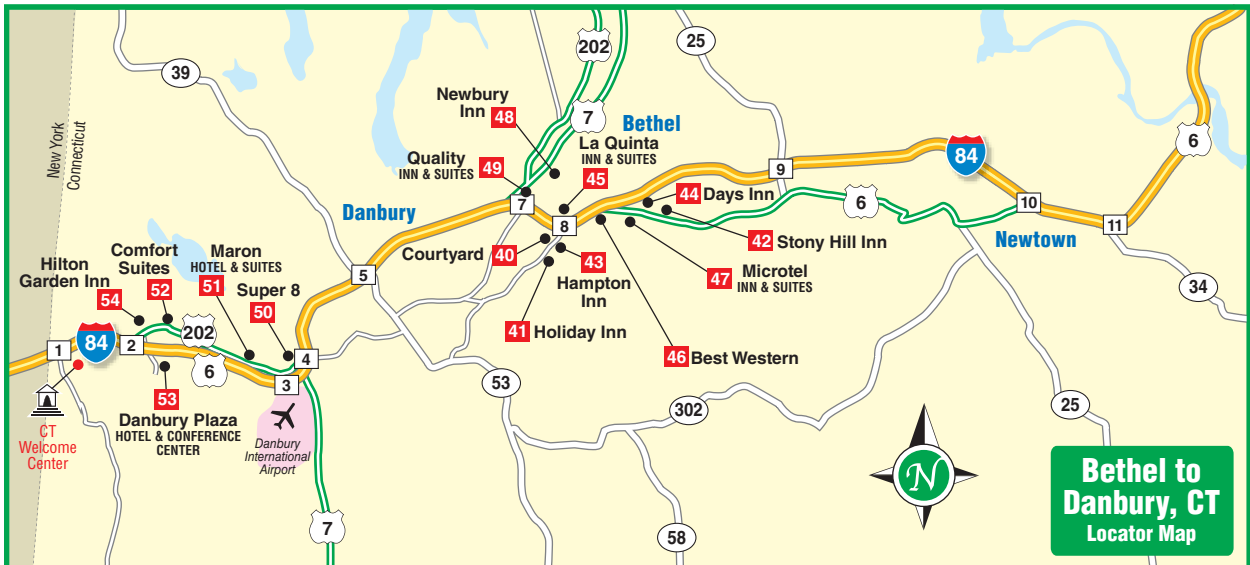 202
25
39
Newbury
Inn 48
7
Bethel
La Quinta
INN & SUITES
45
Quality
INN & SUITES 49
New York
Connecticut
84
6
9
44 Days Inn
7
8
6
10
11
Danbury
Courtyard 40
43
Hampton
Inn
42 Stony Hill Inn
Newtown
47 Microtel
INN & SUITES
41 Holiday Inn
46 Best Western
5
34
Hilton
Garden Inn
54
Comfort
Suites
52
Maron
HOTEL & SUITES
51
Super 8
50
202
1
84
2
6
4
3
53
Danbury Plaza
HOTEL & CONFERENCE
CENTER
CT
Welcome
Center
Danbury
International
Airport
53
302
25
7
58
N
Bethel to
Danbury, CT
Locator Map